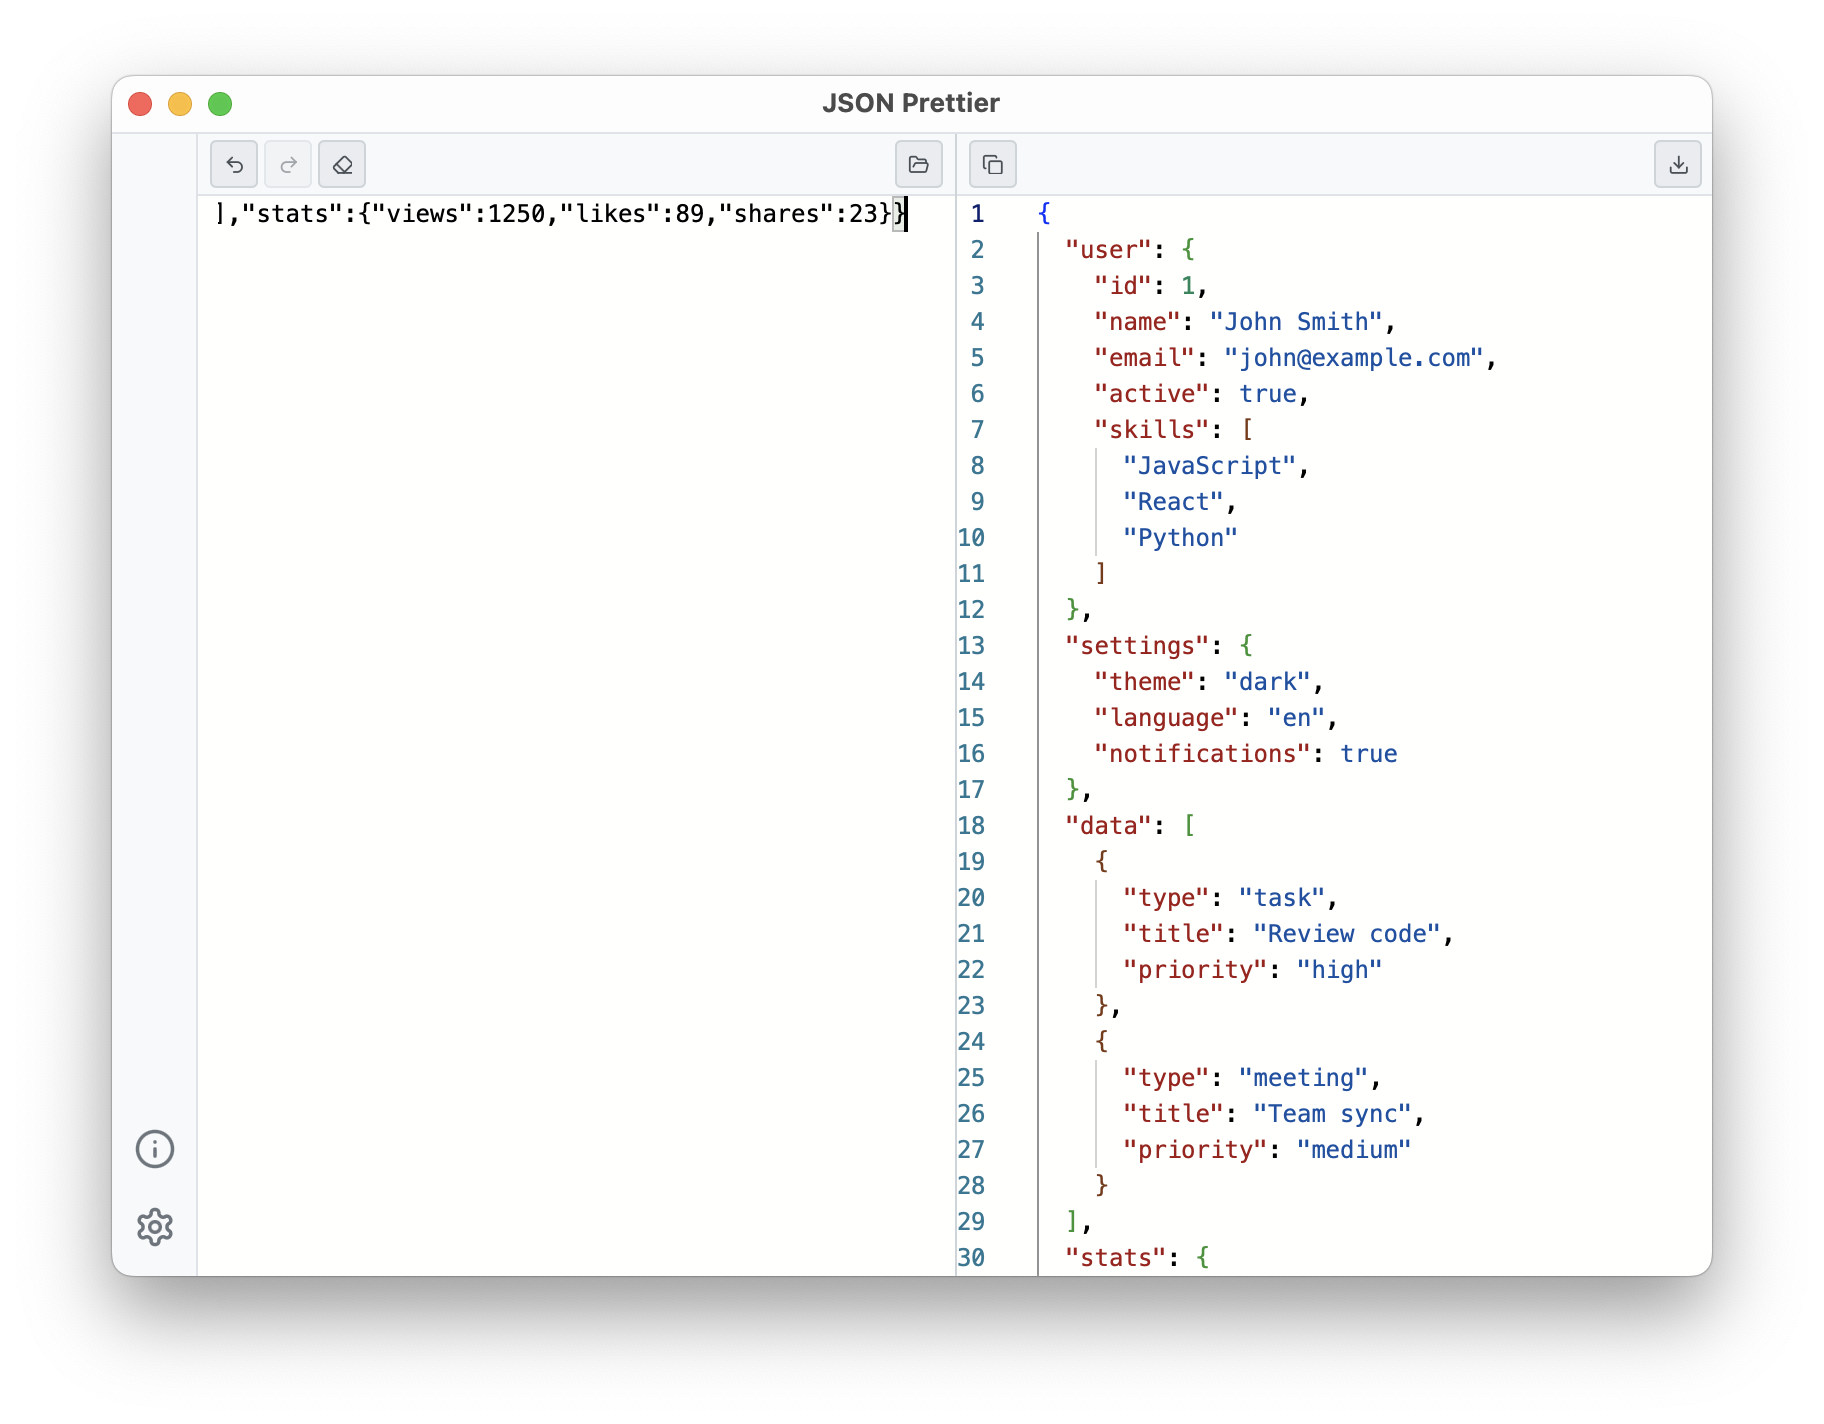 JSON Prettier
],"stats":{"views":1250,"likes":89,"shares":23}}
1 {
2   "user": {
3     "id": 1,
4     "name": "John Smith",
5     "email": "john@example.com",
6     "active": true,
7     "skills": [
8       "JavaScript",
9       "React",
10       "Python"
11     ]
12   },
13   "settings": {
14     "theme": "dark",
15     "language": "en",
16     "notifications": true
17   },
18   "data": [
19     {
20       "type": "task",
21       "title": "Review code",
22       "priority": "high"
23     },
24     {
25       "type": "meeting",
26       "title": "Team sync",
27       "priority": "medium"
28     }
29   ],
30   "stats": {